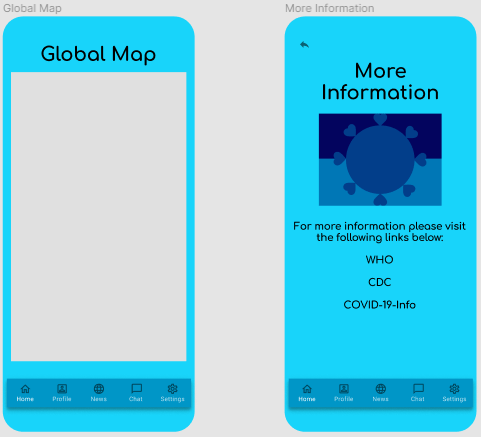 Global Map
Global Map
Home Profile News Chat Settings
More Information
More
Information
For more information please visit
the following links below:
WHO
CDC
COVID-19-Info
Home Profile News Chat Settings